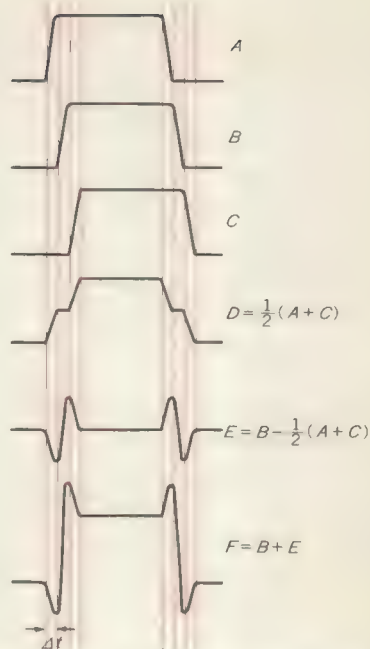 A
B
C
D = 1/2 (A + C)
E = B - 1/2 (A + C)
F = B + E
Δt